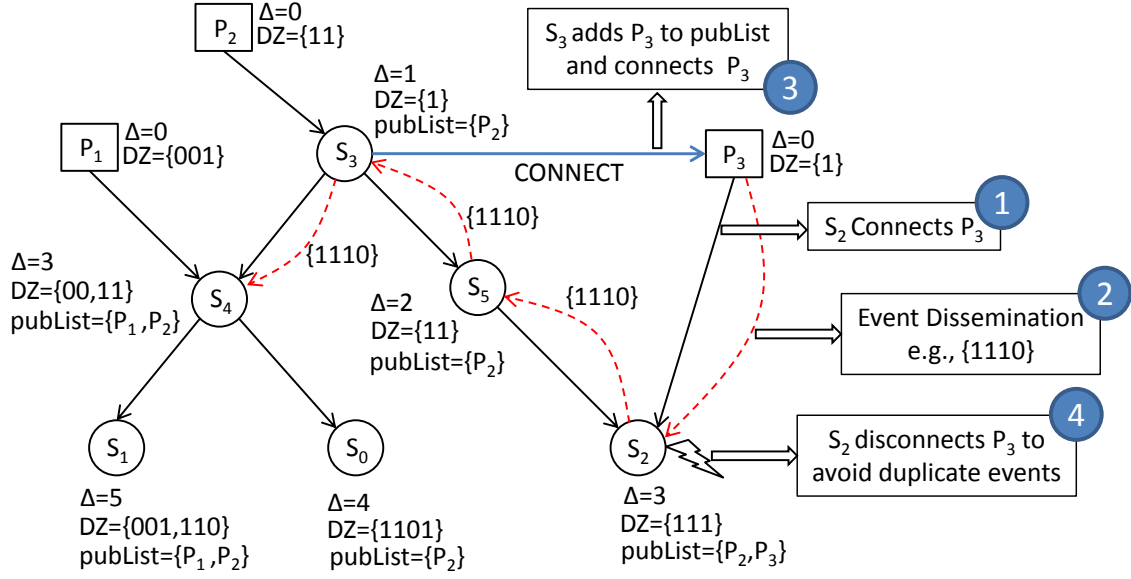 P2
Δ=0
DZ={11}
S3 adds P3 to pubList
and connects P3
3
Δ=1
DZ={1}
pubList={P2}
P1
Δ=0
DZ={001}
S3
CONNECT
P3
Δ=0
DZ={1}
1
S2 Connects P3
{1110}
{1110}
Δ=3
DZ={00,11}
pubList={P1,P2}
S4
S5
{1110}
Δ=2
DZ={11}
pubList={P2}
2
Event Dissemination
e.g., {1110}
4
S2 disconnects P3 to
avoid duplicate events
S1
S0
S2
Δ=5
DZ={001,110}
pubList={P1,P2}
Δ=4
DZ={1101}
pubList={P2}
Δ=3
DZ={111}
pubList={P2,P3}